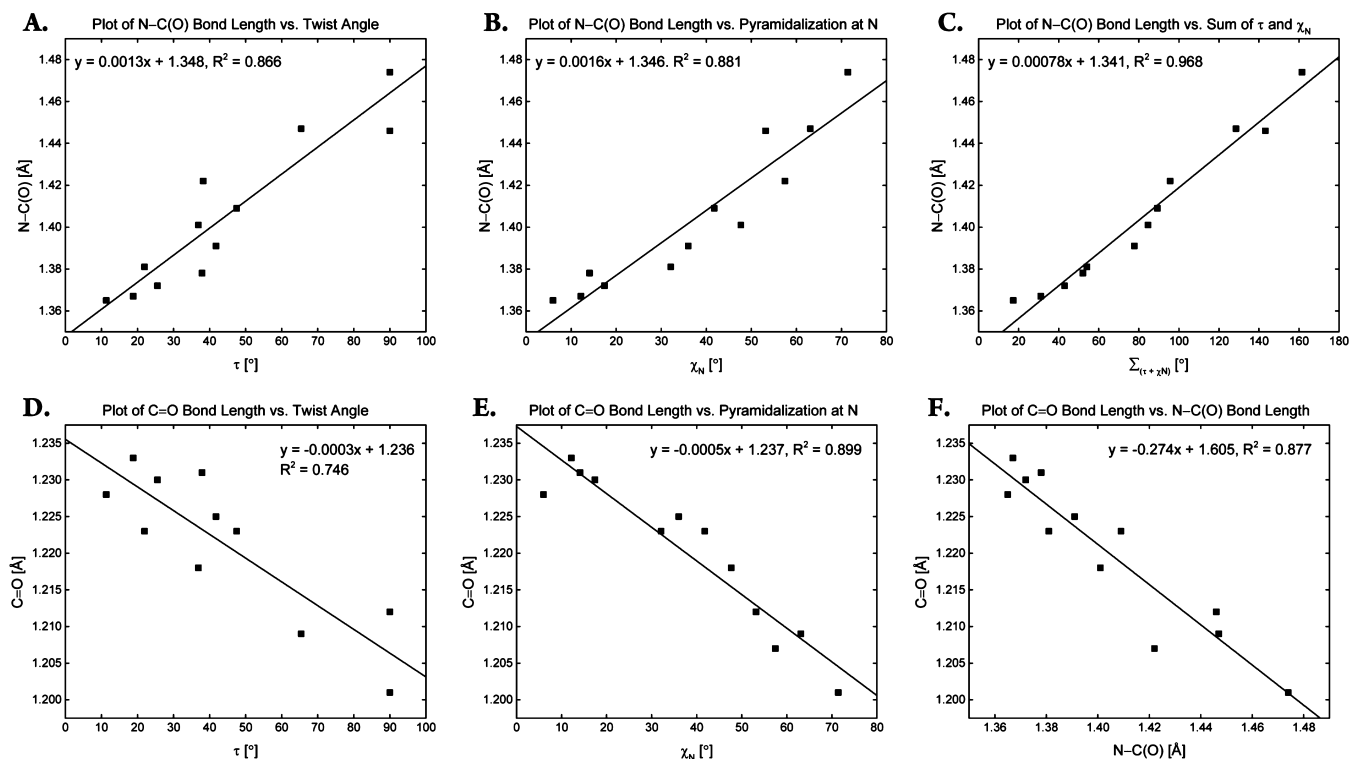 A.
Plot of N–C(O) Bond Length vs. Twist Angle
y = 0.0013x + 1.348, R² = 0.866
N–C(O) [Å]
1.48
1.46
1.44
1.42
1.40
1.38
1.36
0 10 20 30 40 50 60 70 80 90 100
τ [°]
B.
Plot of N–C(O) Bond Length vs. Pyramidalization at N
y = 0.0016x + 1.346. R² = 0.881
N–C(O) [Å]
1.48
1.46
1.44
1.42
1.40
1.38
1.36
0 10 20 30 40 50 60 70 80
χN [°]
C.
Plot of N–C(O) Bond Length vs. Sum of τ and χN
y = 0.00078x + 1.341, R² = 0.968
N–C(O) [Å]
1.48
1.46
1.44
1.42
1.40
1.38
1.36
0 20 40 60 80 100 120 140 160 180
Σ(τ + χN) [°]
D.
Plot of C=O Bond Length vs. Twist Angle
y = -0.0003x + 1.236
R² = 0.746
C=O [Å]
1.235
1.230
1.225
1.220
1.215
1.210
1.205
1.200
0 10 20 30 40 50 60 70 80 90 100
τ [°]
E.
Plot of C=O Bond Length vs. Pyramidalization at N
y = -0.0005x + 1.237, R² = 0.899
C=O [Å]
1.235
1.230
1.225
1.220
1.215
1.210
1.205
1.200
0 10 20 30 40 50 60 70 80
χN [°]
F.
Plot of C=O Bond Length vs. N–C(O) Bond Length
y = -0.274x + 1.605, R² = 0.877
C=O [Å]
1.235
1.230
1.225
1.220
1.215
1.210
1.205
1.200
1.36 1.38 1.40 1.42 1.44 1.46 1.48
N–C(O) [Å]